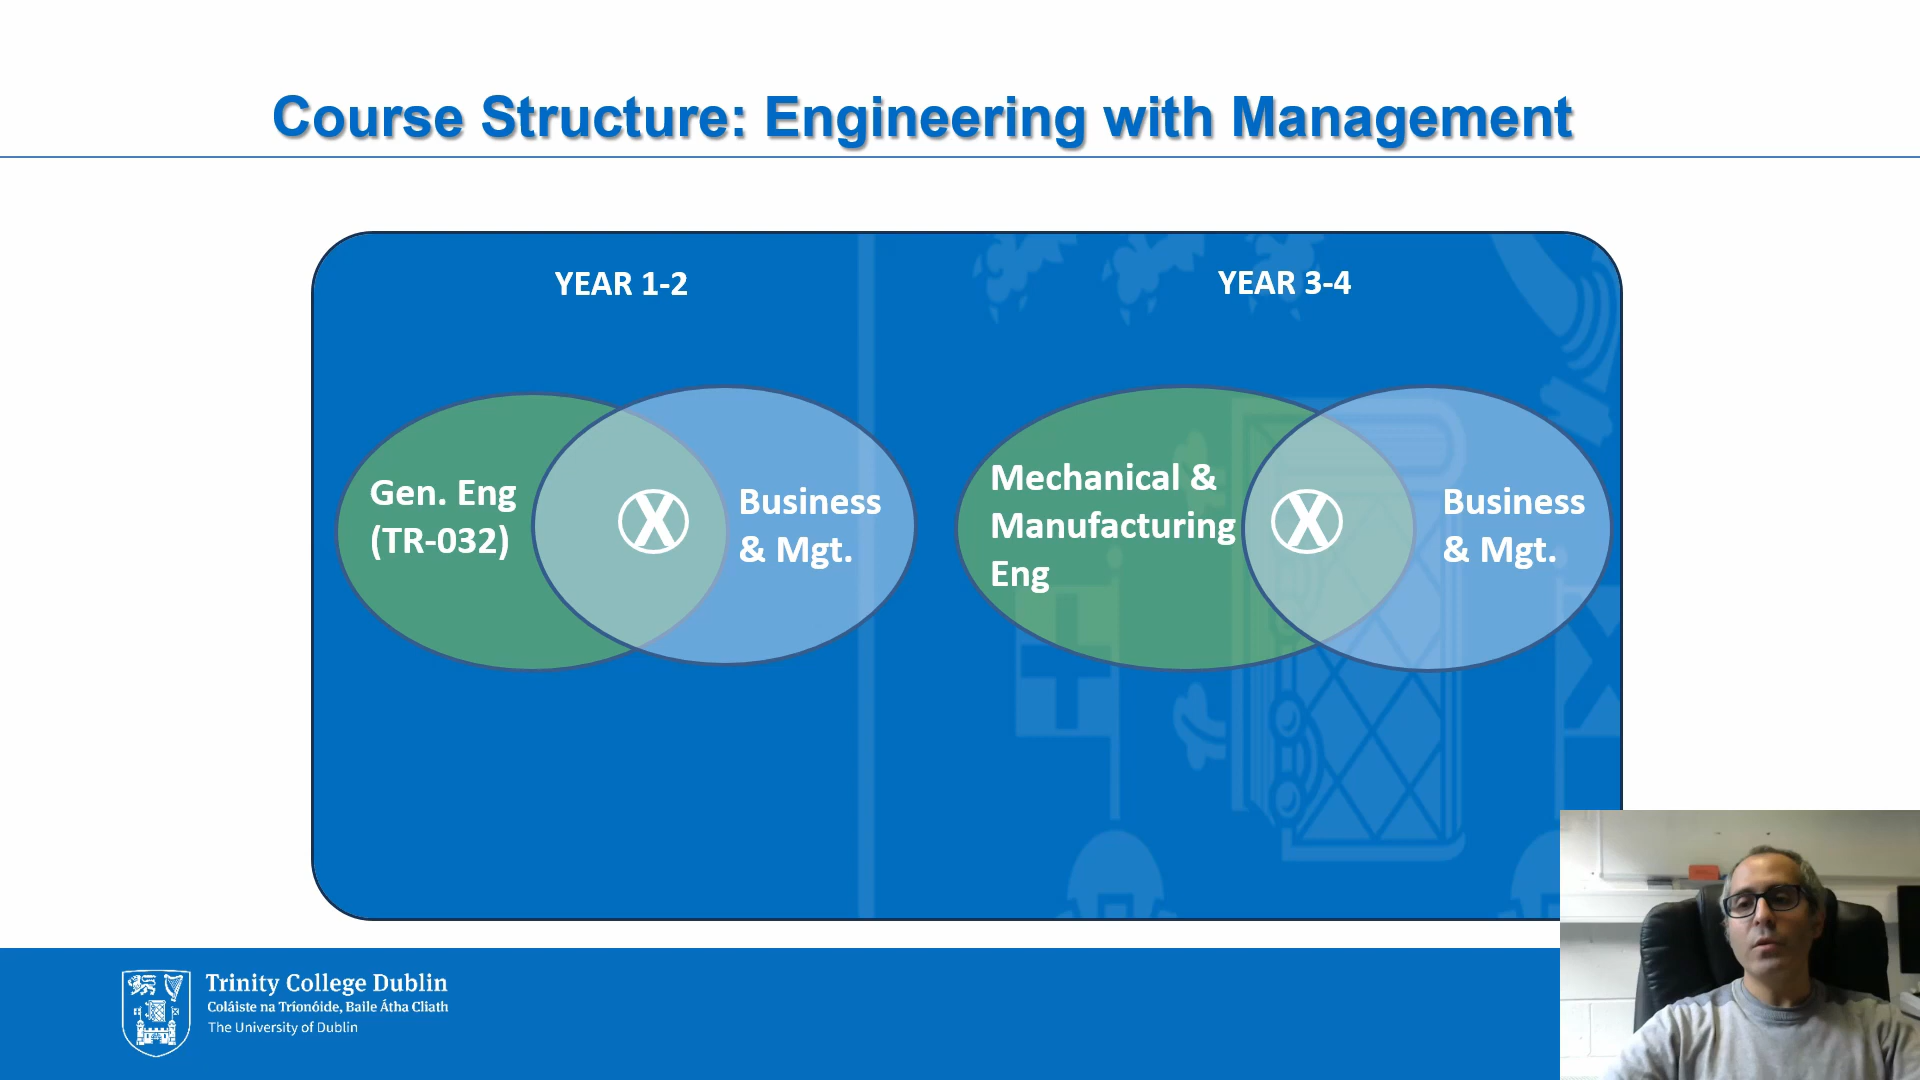 Course Structure: Engineering with Management
YEAR 1-2
YEAR 3-4
Gen. Eng
(TR-032)
X
Business
& Mgt.
Mechanical &
Manufacturing
Eng
X
Business
& Mgt.
Trinity College Dublin
Coláiste na Tríonóide, Baile Átha Cliath
The University of Dublin